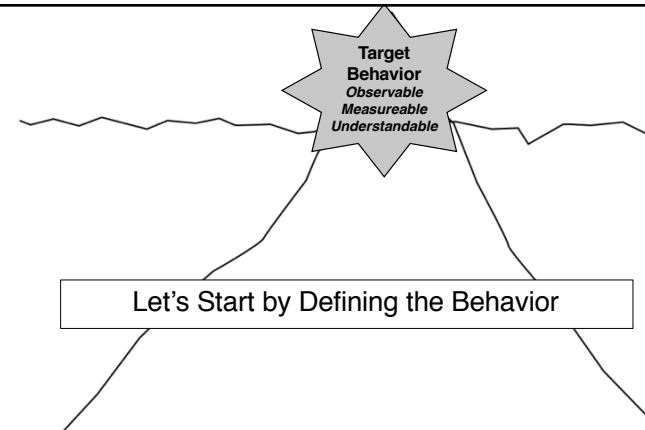 Target
Behavior
Observable
Measureable
Understandable
Let's Start by Defining the Behavior